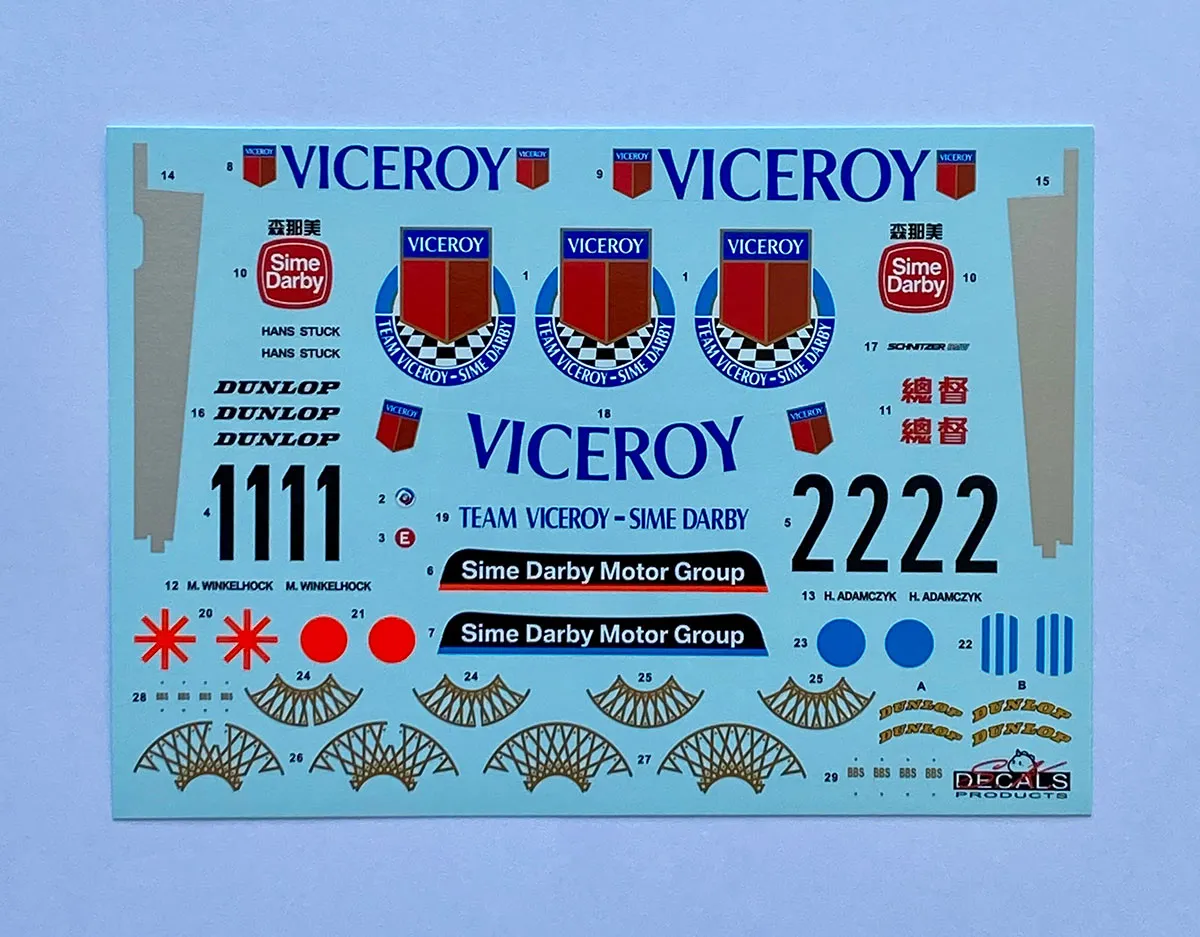 14
8
VICEROY
VICEROY
VICEROY
9
VICEROY
VICEROY
VICEROY
15
森那美
10
Sime
Darby
VICEROY
TEAM VICEROY-SIME DARBY
1
VICEROY
TEAM VICEROY-SIME DARBY
1
VICEROY
TEAM VICEROY-SIME DARBY
森那美
Sime
Darby
10
HANS STUCK
HANS STUCK
17
SCHNITZER
DUNLOP
16 DUNLOP
DUNLOP
VICEROY
18
VICEROY
VICEROY
11
總督
總督
4
1111
2
3
E
19
TEAM VICEROY-SIME DARBY
5
2222
6
Sime Darby Motor Group
12 M. WINKELHOCK M. WINKELHOCK
13 H. ADAMCZYK H. ADAMCZYK
20
21
7
Sime Darby Motor Group
23
22
28
BBS BBS BBS BBS
24
24
25
25
A
B
DUNLOP DUNLOP
DUNLOP DUNLOP
26
27
29
BBS BBS BBS BBS
DECALS
PRODUCTS